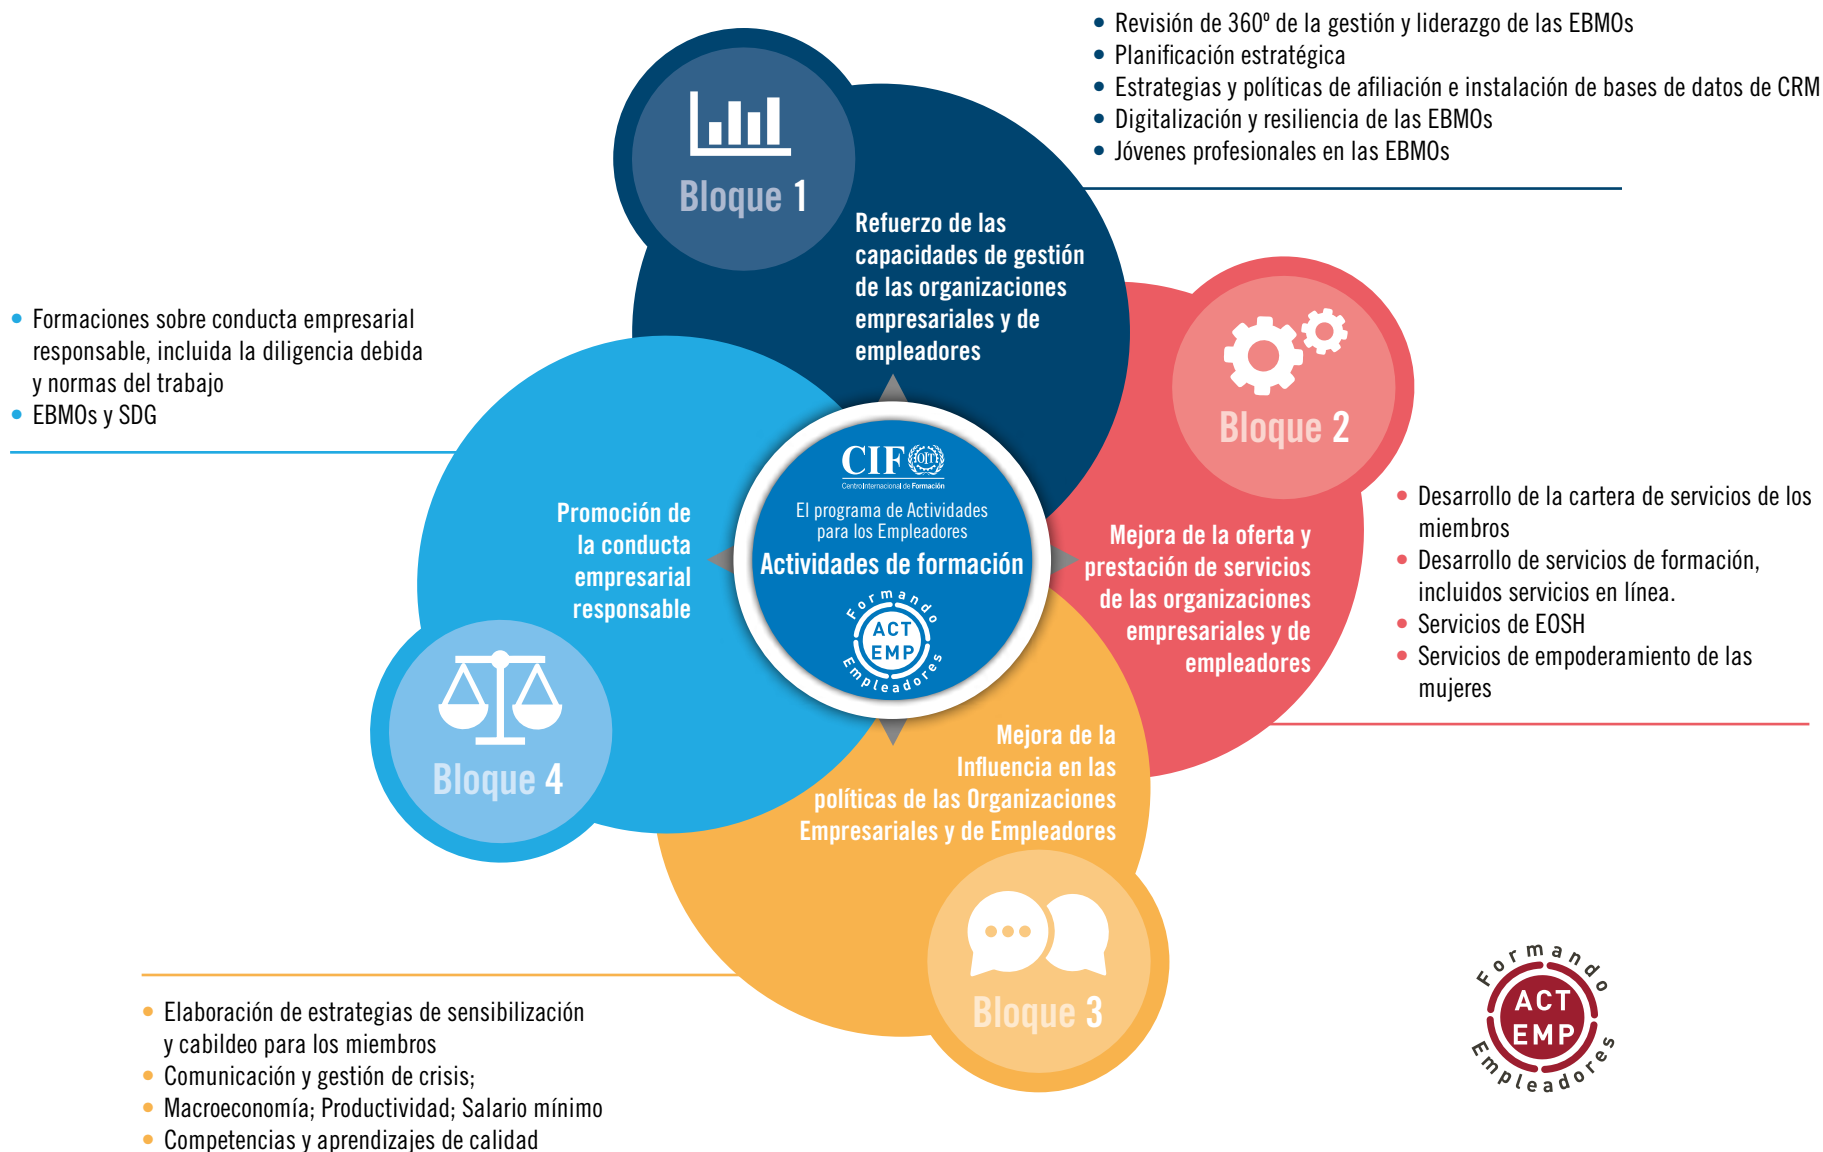 • Revisión de 360º de la gestión y liderazgo de las EBMOs
• Planificación estratégica
• Estrategias y políticas de afiliación e instalación de bases de datos de CRM
• Digitalización y resiliencia de las EBMOs
• Jóvenes profesionales en las EBMOs
Bloque 1
Refuerzo de las
capacidades de gestión
de las organizaciones
empresariales y de
empleadores
• Formaciones sobre conducta empresarial
responsable, incluida la diligencia debida
y normas del trabajo
• EBMOs y SDG
Bloque 2
Mejora de la oferta y
prestación de servicios
de las organizaciones
empresariales y de
empleadores
• Desarrollo de la cartera de servicios de los
miembros
• Desarrollo de servicios de formación,
incluidos servicios en línea.
• Servicios de EOSH
• Servicios de empoderamiento de las
mujeres
CIF OIT
Centro Internacional de Formación
El programa de Actividades
para los Empleadores
Actividades de formación
Formando
ACT
EMP
Empleadores
Promoción de
la conducta
empresarial
responsable
Bloque 4
Mejora de la
Influencia en las
políticas de las Organizaciones
Empresariales y de Empleadores
Bloque 3
• Elaboración de estrategias de sensibilización
y cabildeo para los miembros
• Comunicación y gestión de crisis;
• Macroeconomía; Productividad; Salario mínimo
• Competencias y aprendizajes de calidad
Formando
ACT
EMP
Empleadores